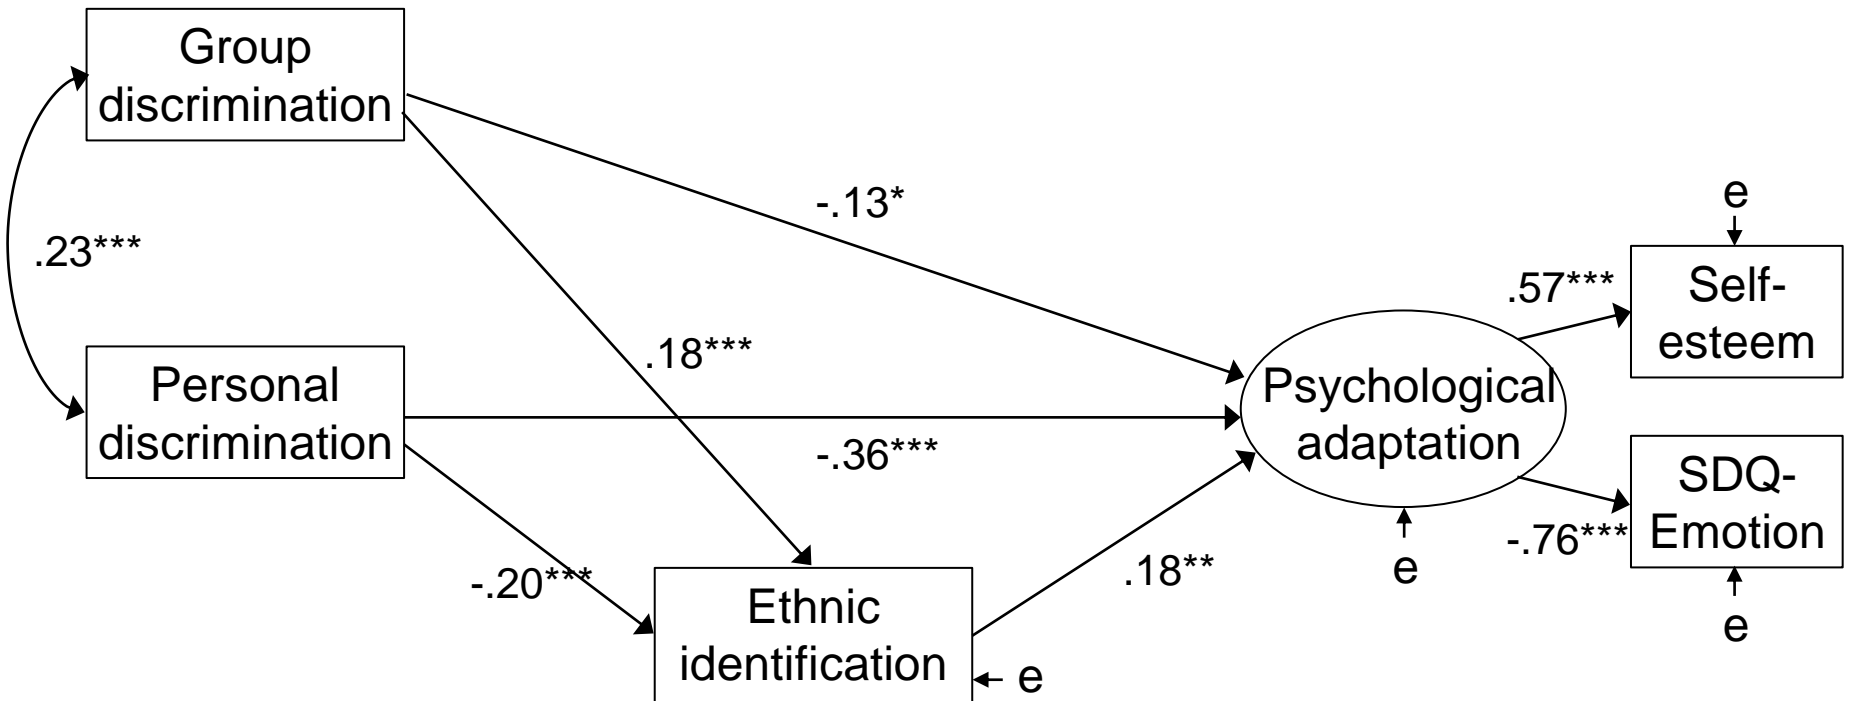 Group
discrimination
-.13*
e
.23***
Self-
esteem
.57***
.18***
Personal
discrimination
Psychological
adaptation
-.36***
SDQ-
Emotion
-.76***
-.20***
.18**
e
e
Ethnic
identification
e